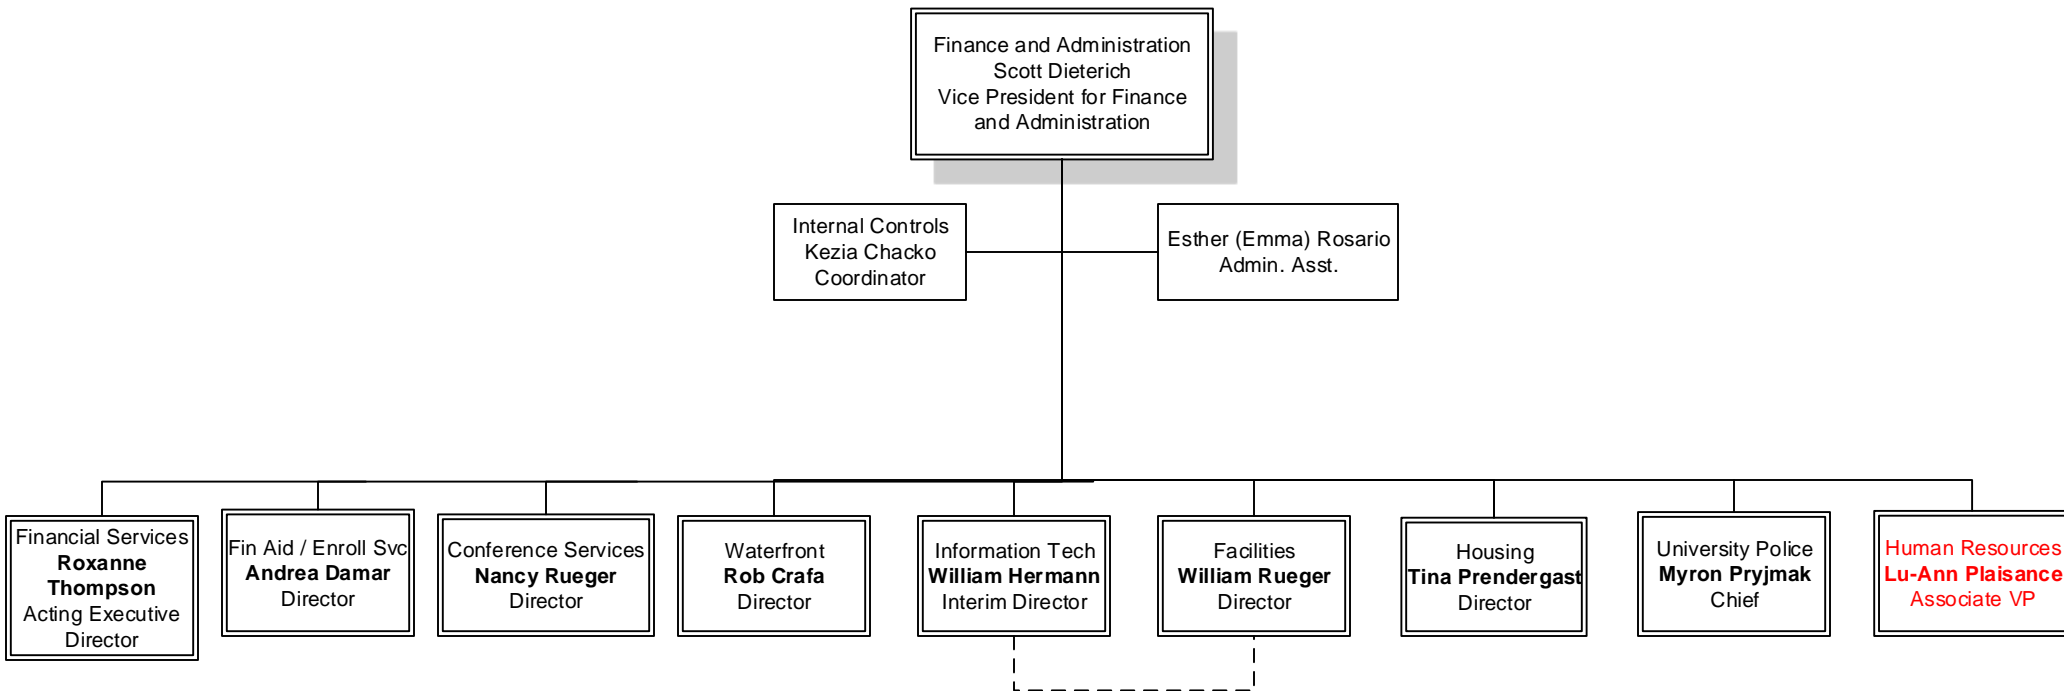 Finance and Administration
Scott Dieterich
Vice President for Finance
and Administration
Internal Controls
Kezia Chacko
Coordinator
Esther (Emma) Rosario
Admin. Asst.
Financial Services
Roxanne
Thompson
Acting Executive
Director
Fin Aid / Enroll Svc
Andrea Damar
Director
Conference Services
Nancy Rueger
Director
Waterfront
Rob Crafa
Director
Information Tech
William Hermann
Interim Director
Facilities
William Rueger
Director
Housing
Tina Prendergast
Director
University Police
Myron Pryjmak
Chief
Human Resources
Lu-Ann Plaisance
Associate VP